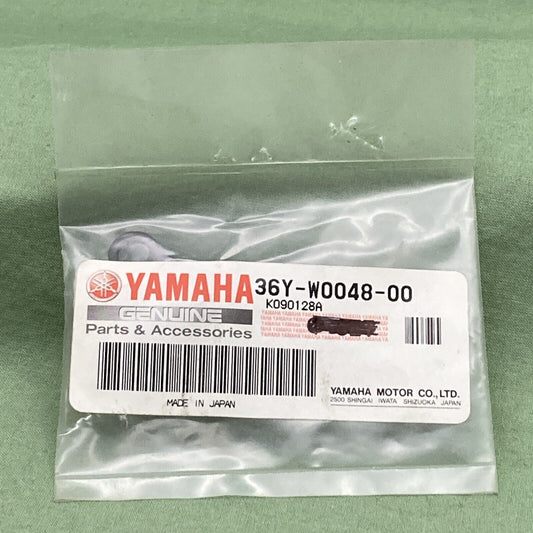 YAMAHA 36Y-W0048-00
GENUINE K090128A
Parts & Accessories
MADE IN JAPAN
YAMAHA MOTOR CO.,LTD.
2500 SHINGAI IWATA SHIZUOKA JAPAN